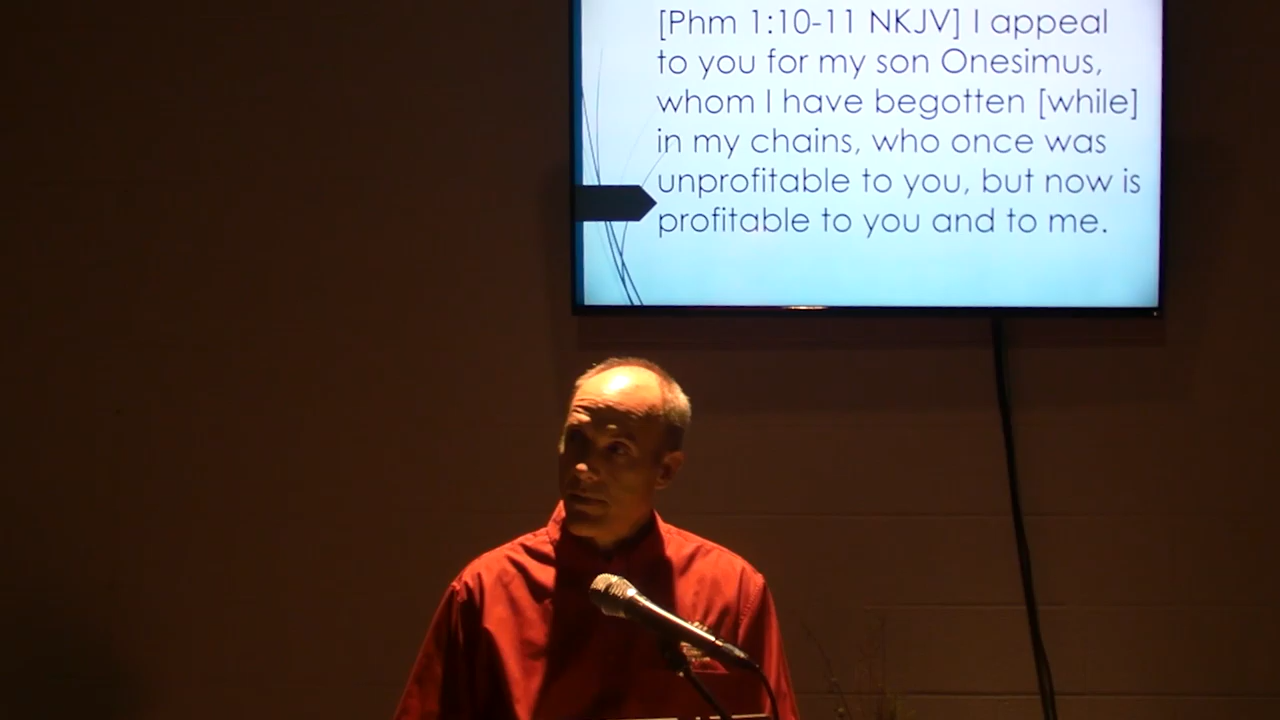 [Phm 1:10-11 NKJV] I appeal
to you for my son Onesimus,
whom I have begotten [while]
in my chains, who once was
unprofitable to you, but now is
profitable to you and to me.